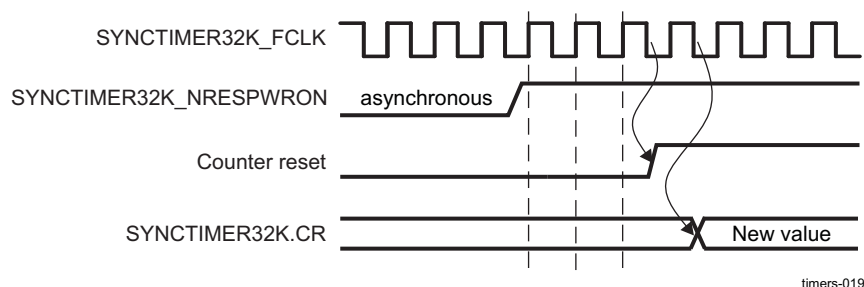 SYNCTIMER32K_FCLK
SYNCTIMER32K_NRESPWRON
asynchronous
Counter reset
SYNCTIMER32K.CR
New value
timers-019